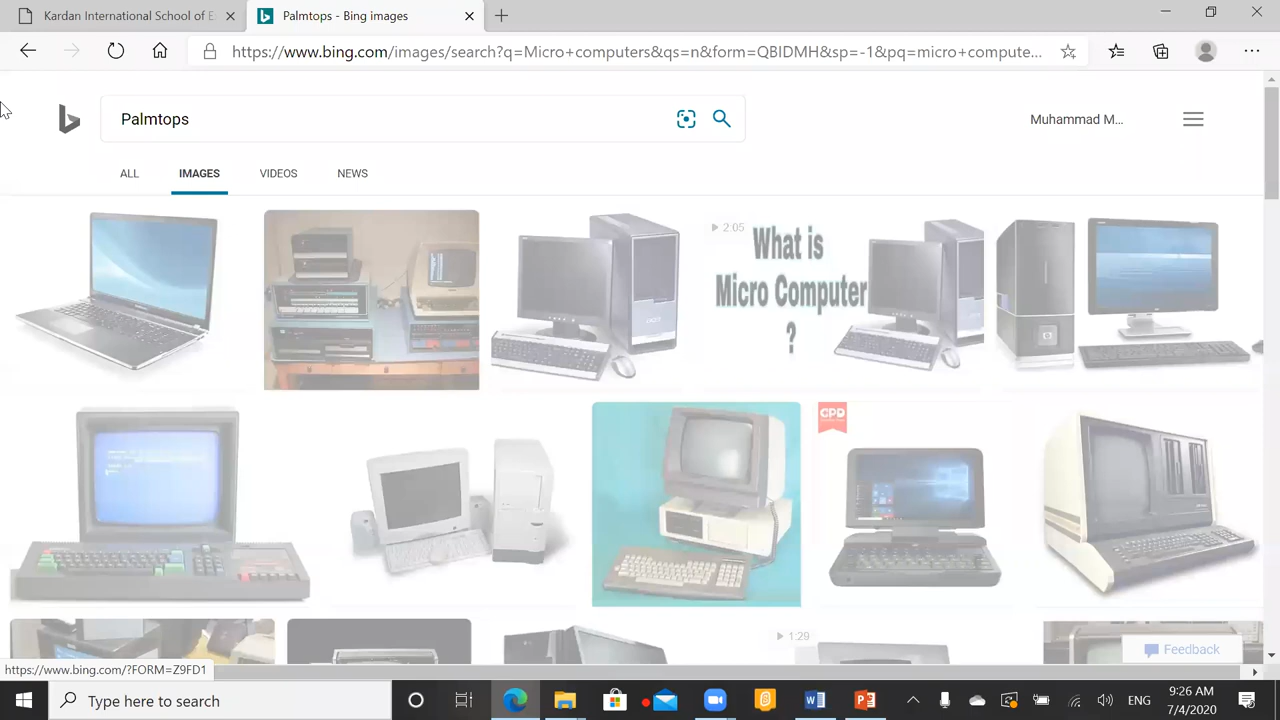 Kardan International School of E
Palmtops - Bing images
https://www.bing.com/images/search?q=Micro+computers&qs=n&form=QBIDMH&sp=-1&pq=micro+compute...
Palmtops
Muhammad M...
ALL
IMAGES
VIDEOS
NEWS
2:05
What is
Micro Computer
?
CPD
1:29
Feedback
https://www.bing.com/?FORM=Z9FD1
Type here to search
ENG
9:26 AM
7/4/2020